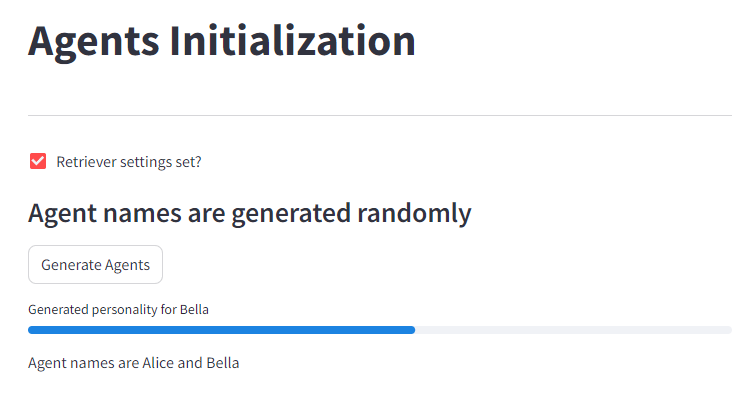 Agents Initialization
Retriever settings set?
Agent names are generated randomly
Generate Agents
Generated personality for Bella
Agent names are Alice and Bella